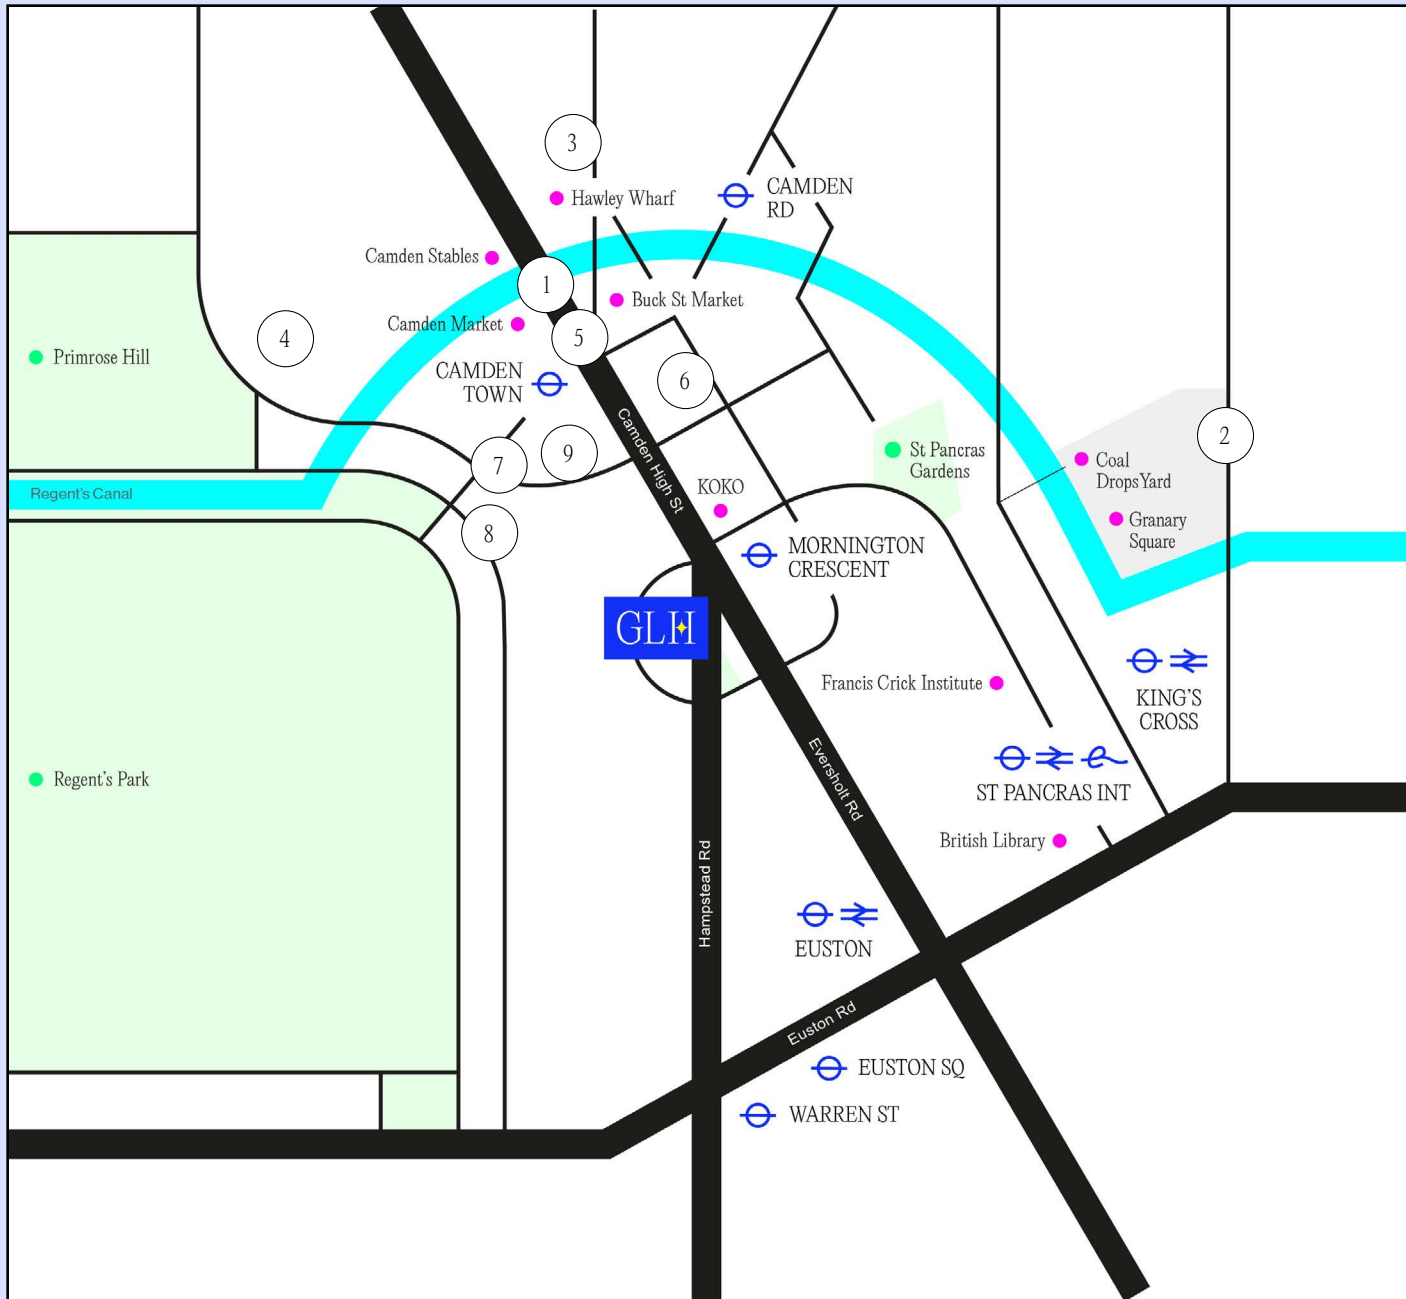 3
CAMDEN
RD
Hawley Wharf
Camden Stables
1
Buck St Market
Camden Market
5
4
Primrose Hill
CAMDEN
TOWN
6
Camden High St
2
9
7
St Pancras
Gardens
Coal
Drops Yard
KOKO
Regent's Canal
Granary
Square
8
MORNINGTON
CRESCENT
GLH
Francis Crick Institute
KING'S
CROSS
Regent's Park
Eversholt Rd
ST PANCRAS INT
British Library
Hampstead Rd
EUSTON
Euston Rd
EUSTON SQ
WARREN ST